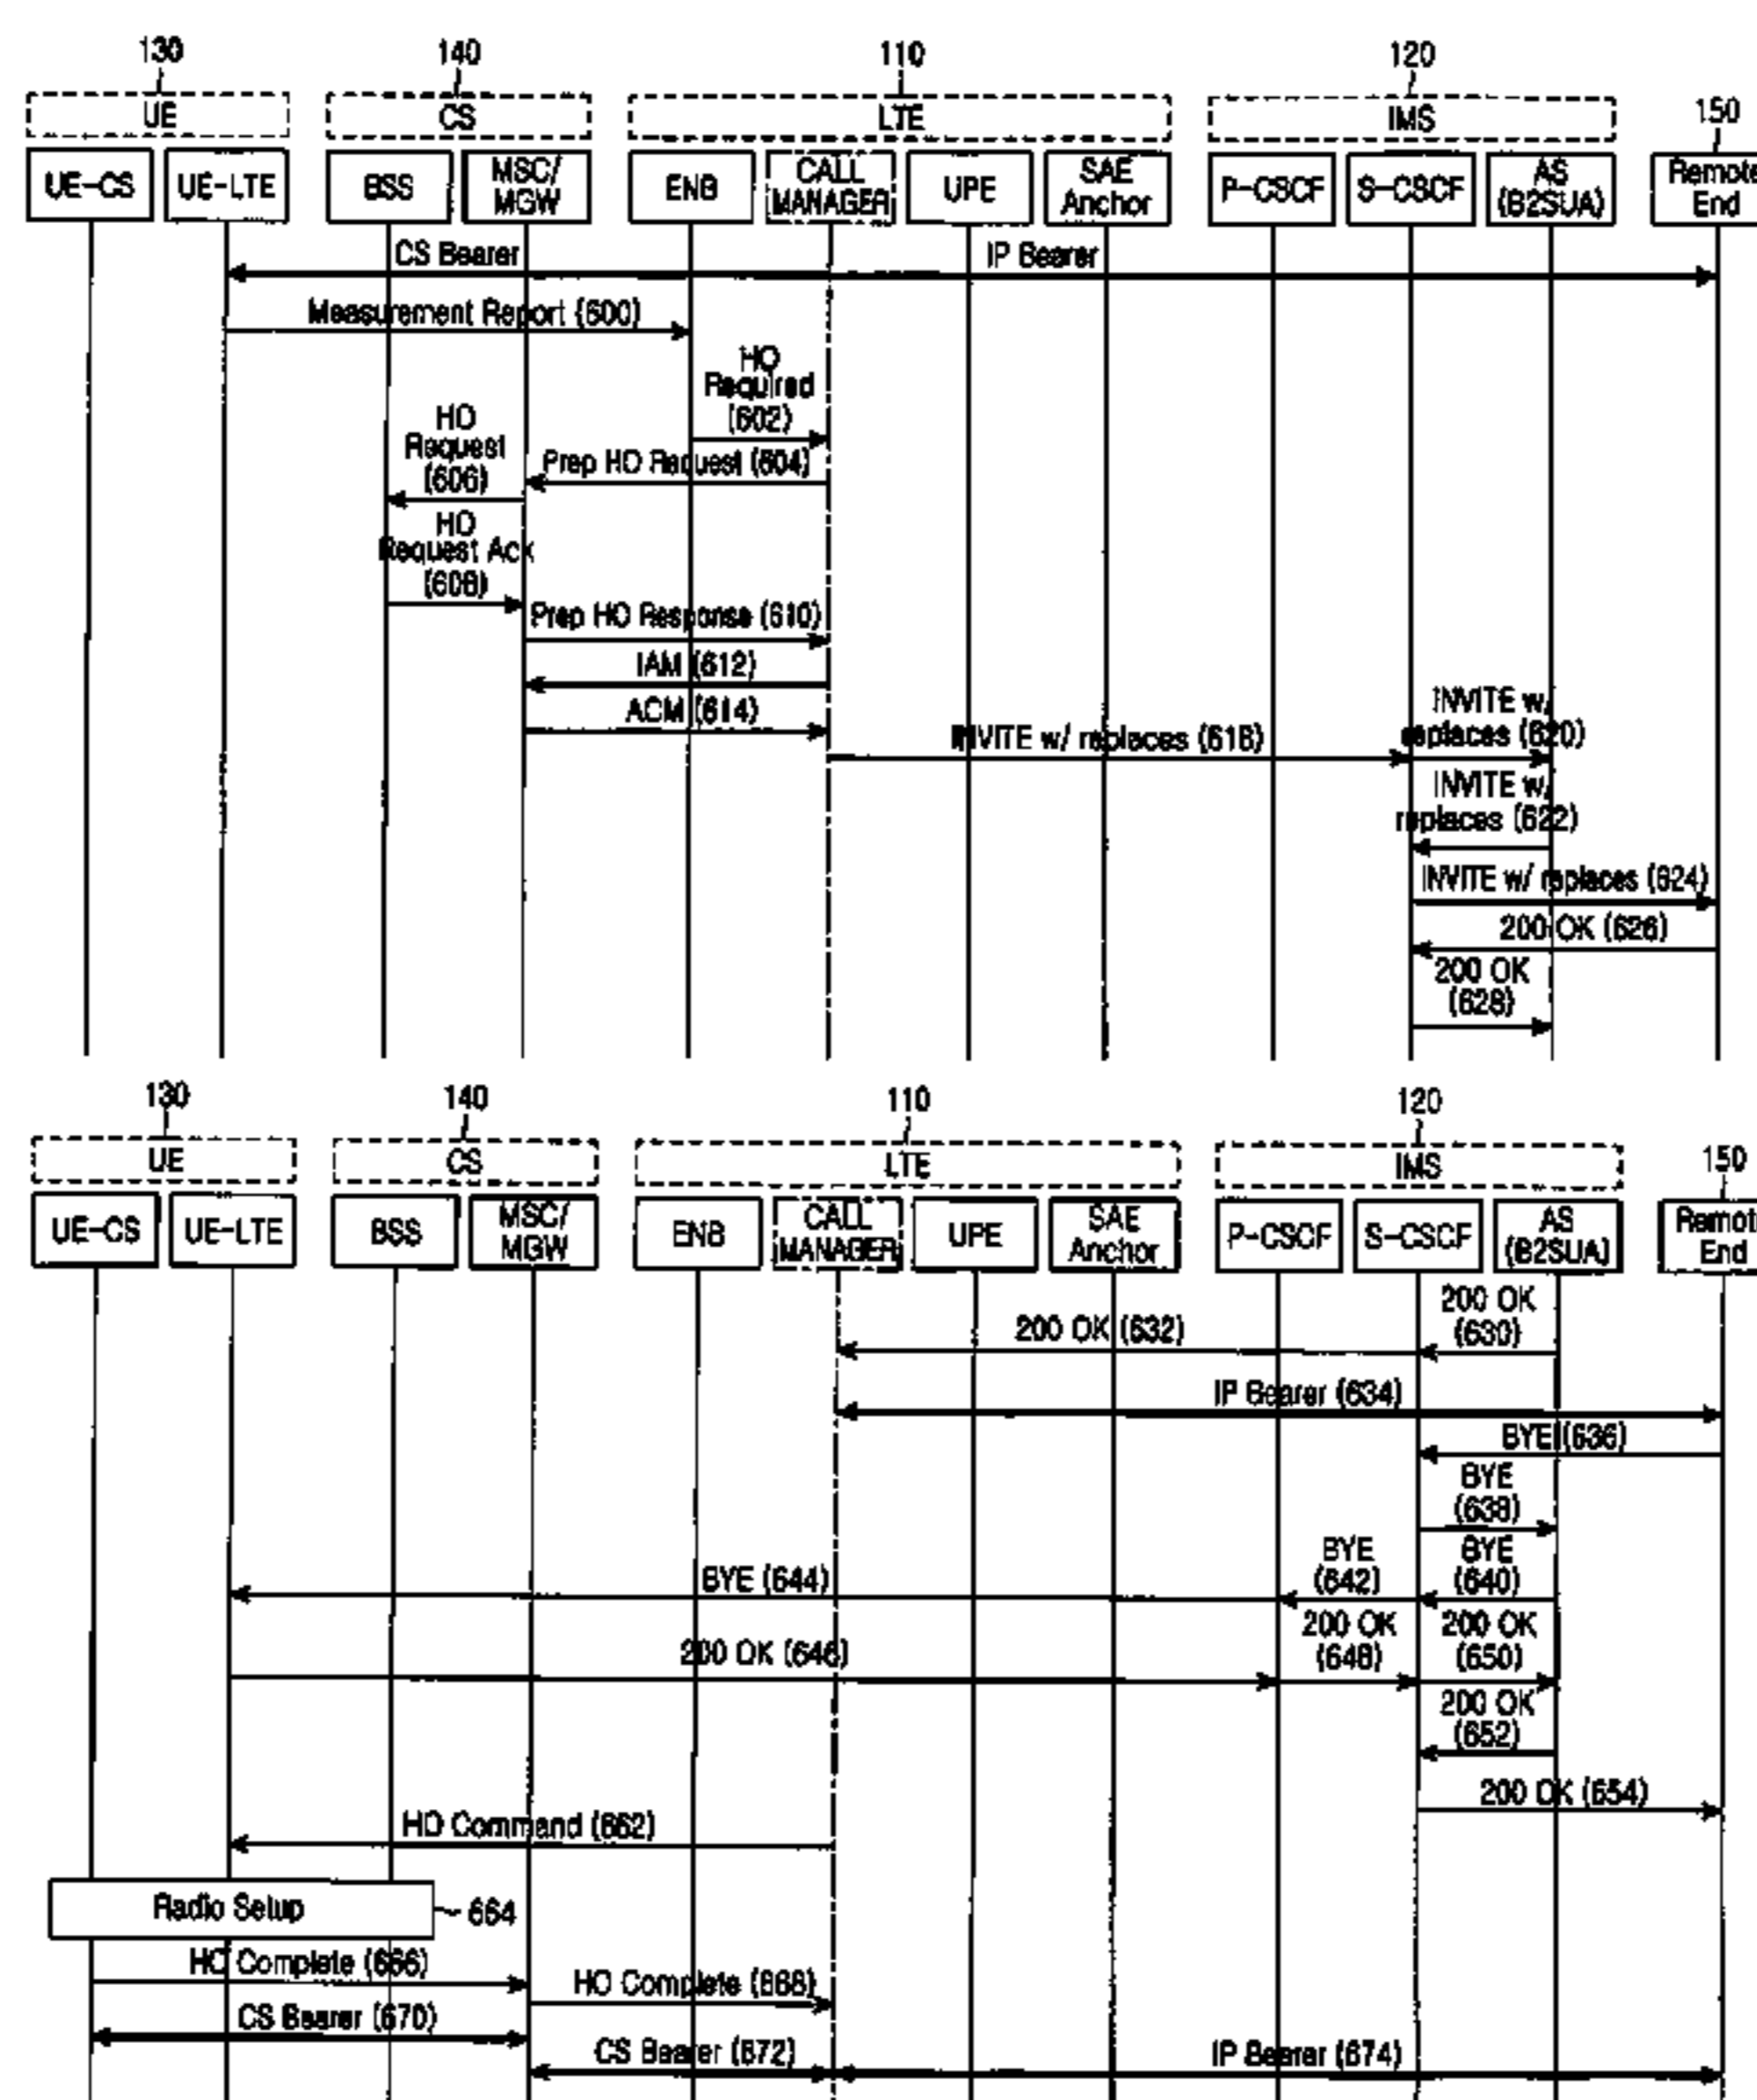 130
140
110
120
150
UE
CS
LTE
IMS
UE-CS
UE-LTE
BSS
MSC/
MGW
ENB
CALL
MANAGER
UPE
SAE
Anchor
P-CSCF
S-CSCF
AS
(B2SUA)
Remote
End
CS Bearer
IP Bearer
Measurement Report (600)
HO
Required
(602)
HO
Request
(606)
Prep HO Request (604)
HO
Request Ack
(608)
Prep HO Response (610)
IAM (612)
ACM (614)
INVITE w/ replaces (618)
INVITE w/
replaces (620)
INVITE w/
replaces (622)
INVITE w/ replaces (624)
200 OK (626)
200 OK
(628)
130
140
110
120
150
UE
CS
LTE
IMS
UE-CS
UE-LTE
BSS
MSC/
MGW
ENB
CALL
MANAGER
UPE
SAE
Anchor
P-CSCF
S-CSCF
AS
(B2SUA)
Remot
End
200 OK
(630)
200 OK (632)
IP Bearer (634)
BYE (636)
BYE
(638)
BYE (644)
BYE
(642)
BYE
(640)
200 OK (646)
200 OK
(648)
200 OK
(650)
200 OK
(652)
200 OK (654)
HO Command (662)
Radio Setup
664
HO Complete (666)
HO Complete (668)
CS Bearer (670)
CS Bearer (672)
IP Bearer (674)